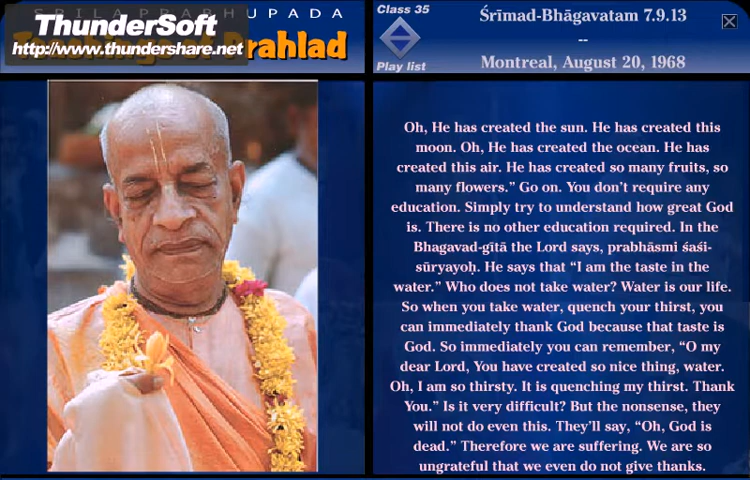 SRILA PRABHUPADA
ThunderSoft
http://www.thundershare.net
Prahlad
Class 35
Play list
Śrīmad-Bhāgavatam 7.9.13
--
Montreal, August 20, 1968
Oh, He has created the sun. He has created this
moon. Oh, He has created the ocean. He has
created this air. He has created so many fruits, so
many flowers.” Go on. You don’t require any
education. Simply try to understand how great God
is. There is no other education required. In the
Bhagavad-gītā the Lord says, prabhāsmi śaśi-
sūryayoḥ. He says that “I am the taste in the
water.” Who does not take water? Water is our life.
So when you take water, quench your thirst, you
can immediately thank God because that taste is
God. So immediately you can remember, “O my
dear Lord, You have created so nice thing, water.
Oh, I am so thirsty. It is quenching my thirst. Thank
You.” Is it very difficult? But the nonsense, they
will not do even this. They’ll say, “Oh, God is
dead.” Therefore we are suffering. We are so
ungrateful that we even do not give thanks.